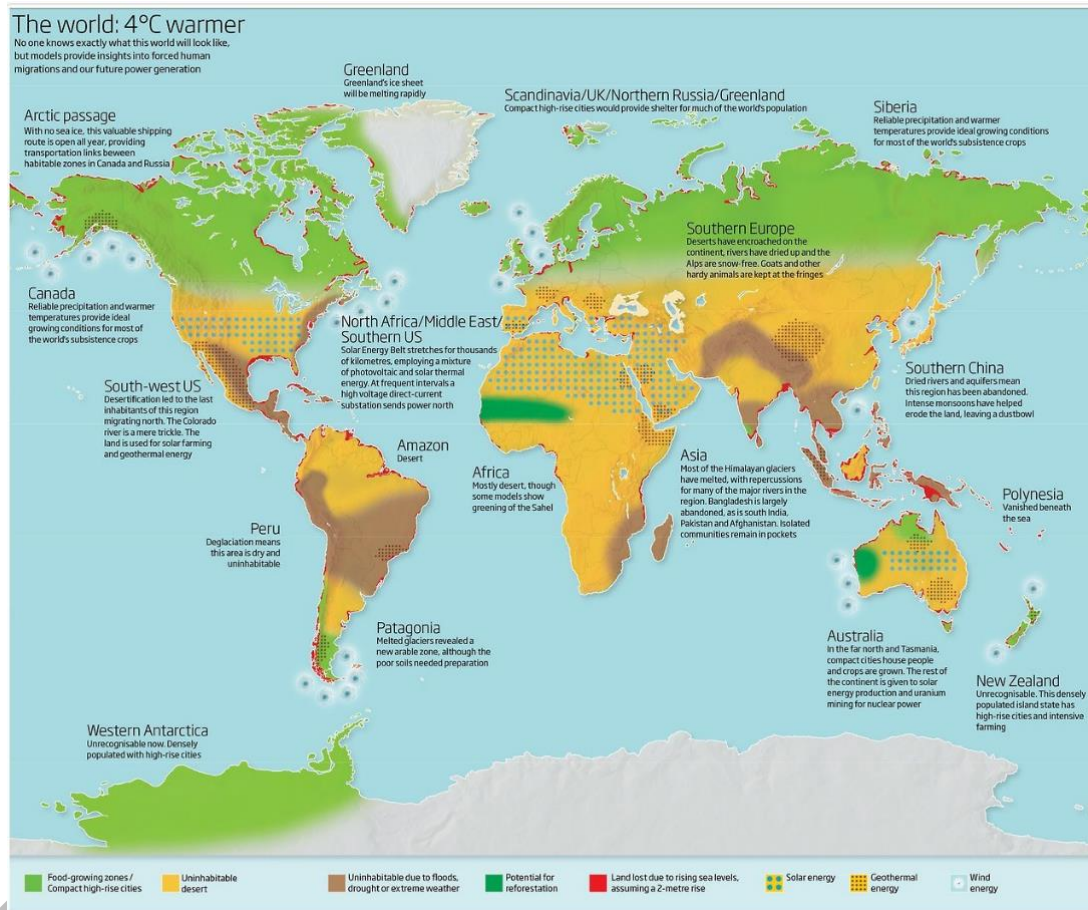 The world: 4°C warmer
No one knows exactly what this world will look like,
but models provide insights into forced human
migrations and our future power generation
Greenland
Greenland's ice sheet
will be melting rapidly
Scandinavia/UK/Northern Russia/Greenland
Compact high-rise cities would provide shelter for much of the world's population
Siberia
Reliable precipitation and warmer
temperatures provide ideal growing conditions
for most of the world's subsistence crops
Arctic passage
With no sea ice, this valuable shipping
route is open all year, providing
transportation links beween
habitable zones in Canada and Russia
Southern Europe
Deserts have encroached on the
continent, rivers have dried up and the
Alps are snow-free. Goats and other
hardy animals are kept at the fringes
Canada
Reliable precipitation and warmer
temperatures provide ideal
growing conditions for most of
the world's subsistence crops
North Africa/Middle East/
Southern US
Solar Energy Belt stretches for thousands
of kilometres, employing a mixture
of photovoltaic and solar thermal
energy. At frequent intervals a
high voltage direct-current
substation sends power north
South-west US
Desertification led to the last
inhabitants of this region
migrating north. The Colorado
river is a mere trickle. The
land is used for solar farming
and geothermal energy
Southern China
Dried rivers and aquifers mean
this region has been abandoned.
Intense monsoons have helped
erode the land, leaving a dustbowl
Amazon
Desert
Africa
Mostly desert, though
some models show
greening of the Sahel
Asia
Most of the Himalayan glaciers
have melted, with repercussions
for many of the major rivers in the
region. Bangladesh is largely
abandoned, as is south India,
Pakistan and Afghanistan. Isolated
communities remain in pockets
Polynesia
Vanished beneath
the sea
Peru
Deglaciation means
this area is dry and
uninhabitable
Patagonia
Melted glaciers revealed a
new arable zone, although the
poor soils needed preparation
Australia
In the far north and Tasmania,
compact cities house people
and crops are grown. The rest of
the continent is given to solar
energy production and uranium
mining for nuclear power
New Zealand
Unrecognisable. This densely
populated island state has
high-rise cities and intensive
farming
Western Antarctica
Unrecognisable now. Densely
populated with high-rise cities
Food-growing zones /
Compact high-rise cities
Uninhabitable
desert
Uninhabitable due to floods,
drought or extreme weather
Potential for
reforestation
Land lost due to rising sea levels,
assuming a 2-metre rise
Solar energy
Geothermal
energy
Wind
energy